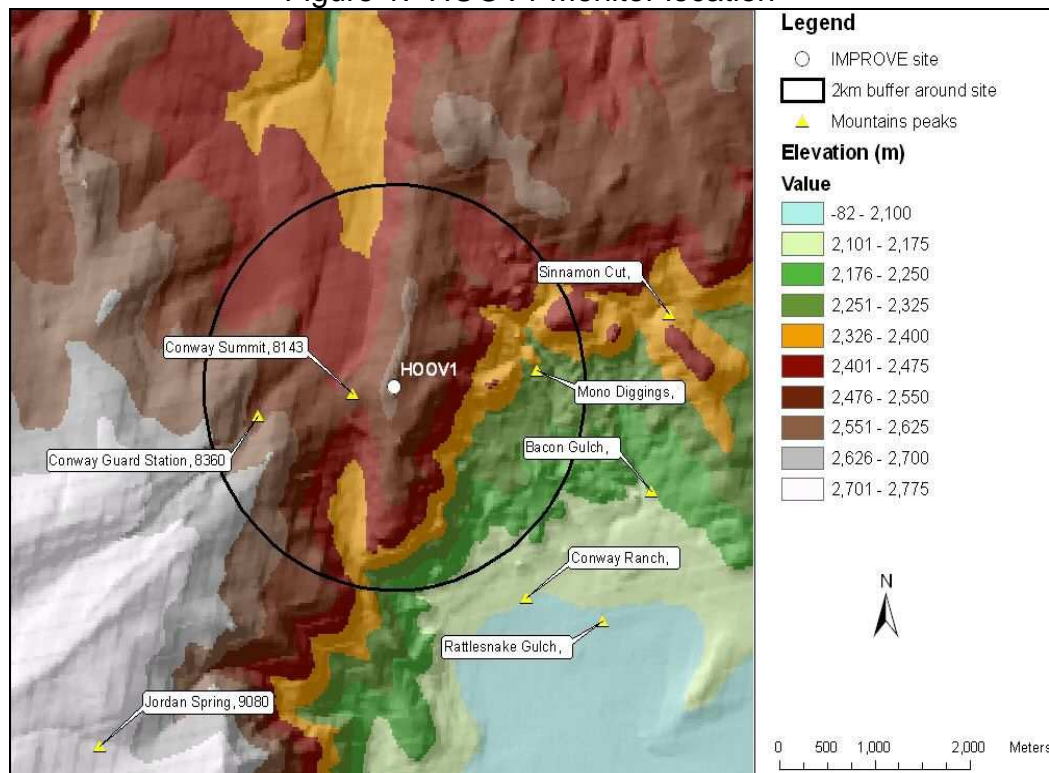 Figure HOOV1 Monitor location
Legend
IMPROVE site
2km buffer around site
Mountains peaks
Elevation (m)
Value
-82 - 2,100
2,101 - 2,175
2,176 - 2,250
2,251 - 2,325
2,326 - 2,400
2,401 - 2,475
2,476 - 2,550
2,551 - 2,625
2,626 - 2,700
2,701 - 2,775
Sinnamon Cut,
Conway Summit, 8143
HOOV1
Mono Diggings,
Bacon Gulch,
Conway Guard Station, 8360
Conway Ranch,
Rattlesnake Gulch,
Jordan Spring, 9080
N
0 500 1,000 2,000 Meters